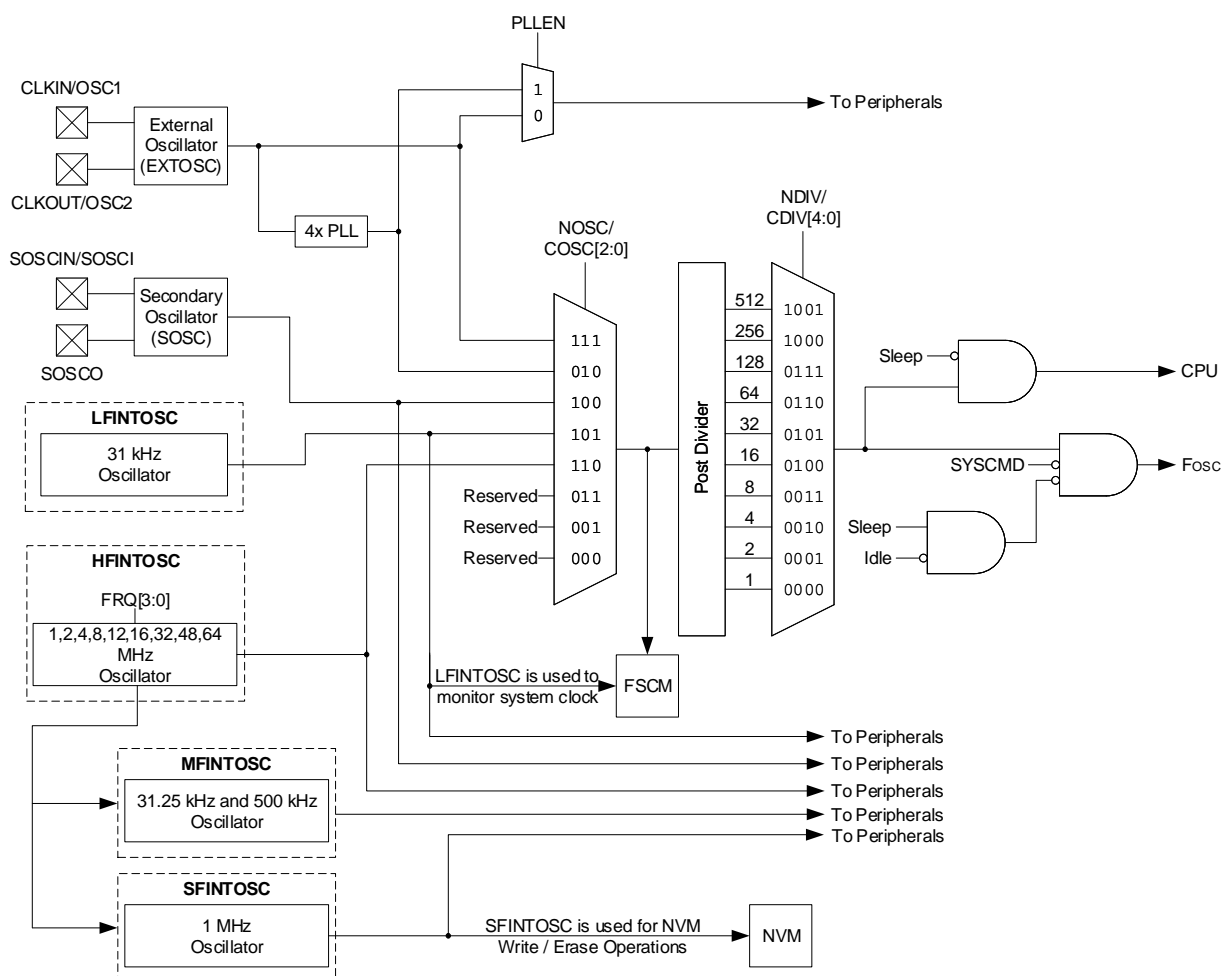 PLLEN
CLKIN/OSC1
1
0
To Peripherals
External
Oscillator
(EXTOSC)
CLKOUT/OSC2
4x PLL
NOSC/
COSC[2:0]
NDIV/
CDIV[4:0]
SOSCIN/SOSCI
Secondary
Oscillator
(SOSC)
SOSCO
111
010
100
101
110
Reserved 011
Reserved 001
Reserved 000
Post Divider
512 1001
256 1000
128 0111
64 0110
32 0101
16 0100
8 0011
4 0010
2 0001
1 0000
Sleep
CPU
SYSCMD
Fosc
Sleep
Idle
LFINTOSC
31 kHz
Oscillator
HFINTOSC
FRQ[3:0]
1,2,4,8,12,16,32,48,64
MHz
Oscillator
LFINTOSC is used to
monitor system clock
FSCM
To Peripherals
To Peripherals
To Peripherals
To Peripherals
To Peripherals
MFINTOSC
31.25 kHz and 500 kHz
Oscillator
SFINTOSC
1 MHz
Oscillator
SFINTOSC is used for NVM
Write / Erase Operations
NVM